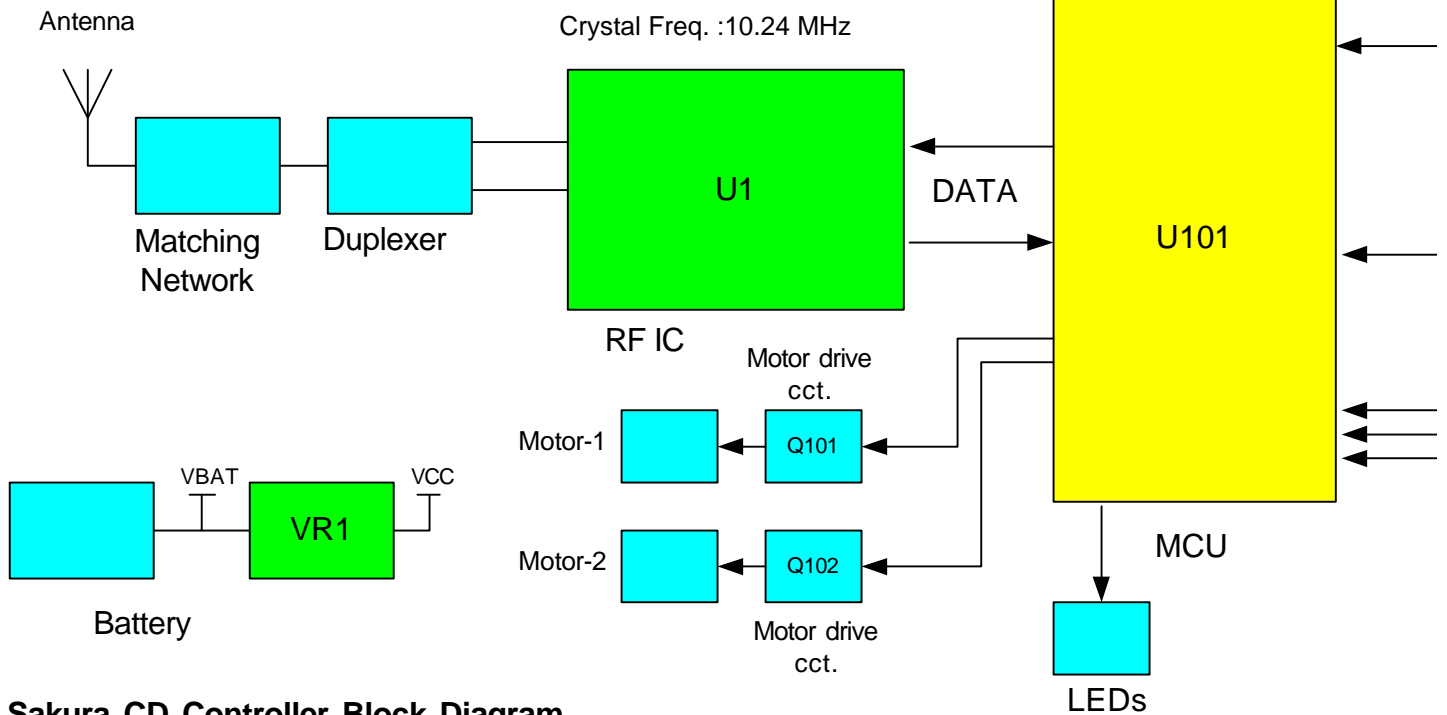 Antenna
Crystal Freq. :10.24 MHz
U1
DATA
U101
Matching
Network
Duplexer
RF IC
Motor drive
cct.
Motor-1
Q101
VBAT
VCC
VR1
Motor-2
Q102
MCU
Battery
Motor drive
cct.
LEDs
Sakura CD Controller Block Diagram